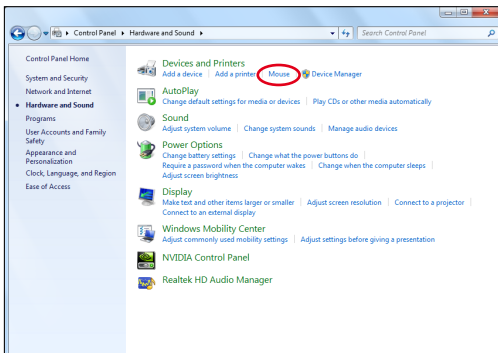 Control Panel
Hardware and Sound
Search Control Panel
Control Panel Home
System and Security
Network and Internet
Hardware and Sound
Programs
User Accounts and Family
Safety
Appearance and
Personalization
Clock, Language, and Region
Ease of Access
Devices and Printers
Add a device Add a printer Mouse Device Manager
AutoPlay
Change default settings for media or devices Play CDs or other media automatically
Sound
Adjust system volume Change system sounds Manage audio devices
Power Options
Change battery settings Change what the power buttons do
Require a password when the computer wakes Change when the computer sleeps
Adjust screen brightness
Display
Make text and other items larger or smaller Adjust screen resolution Connect to a projector
Connect to an external display
Windows Mobility Center
Adjust commonly used mobility settings Adjust settings before giving a presentation
NVIDIA Control Panel
Realtek HD Audio Manager